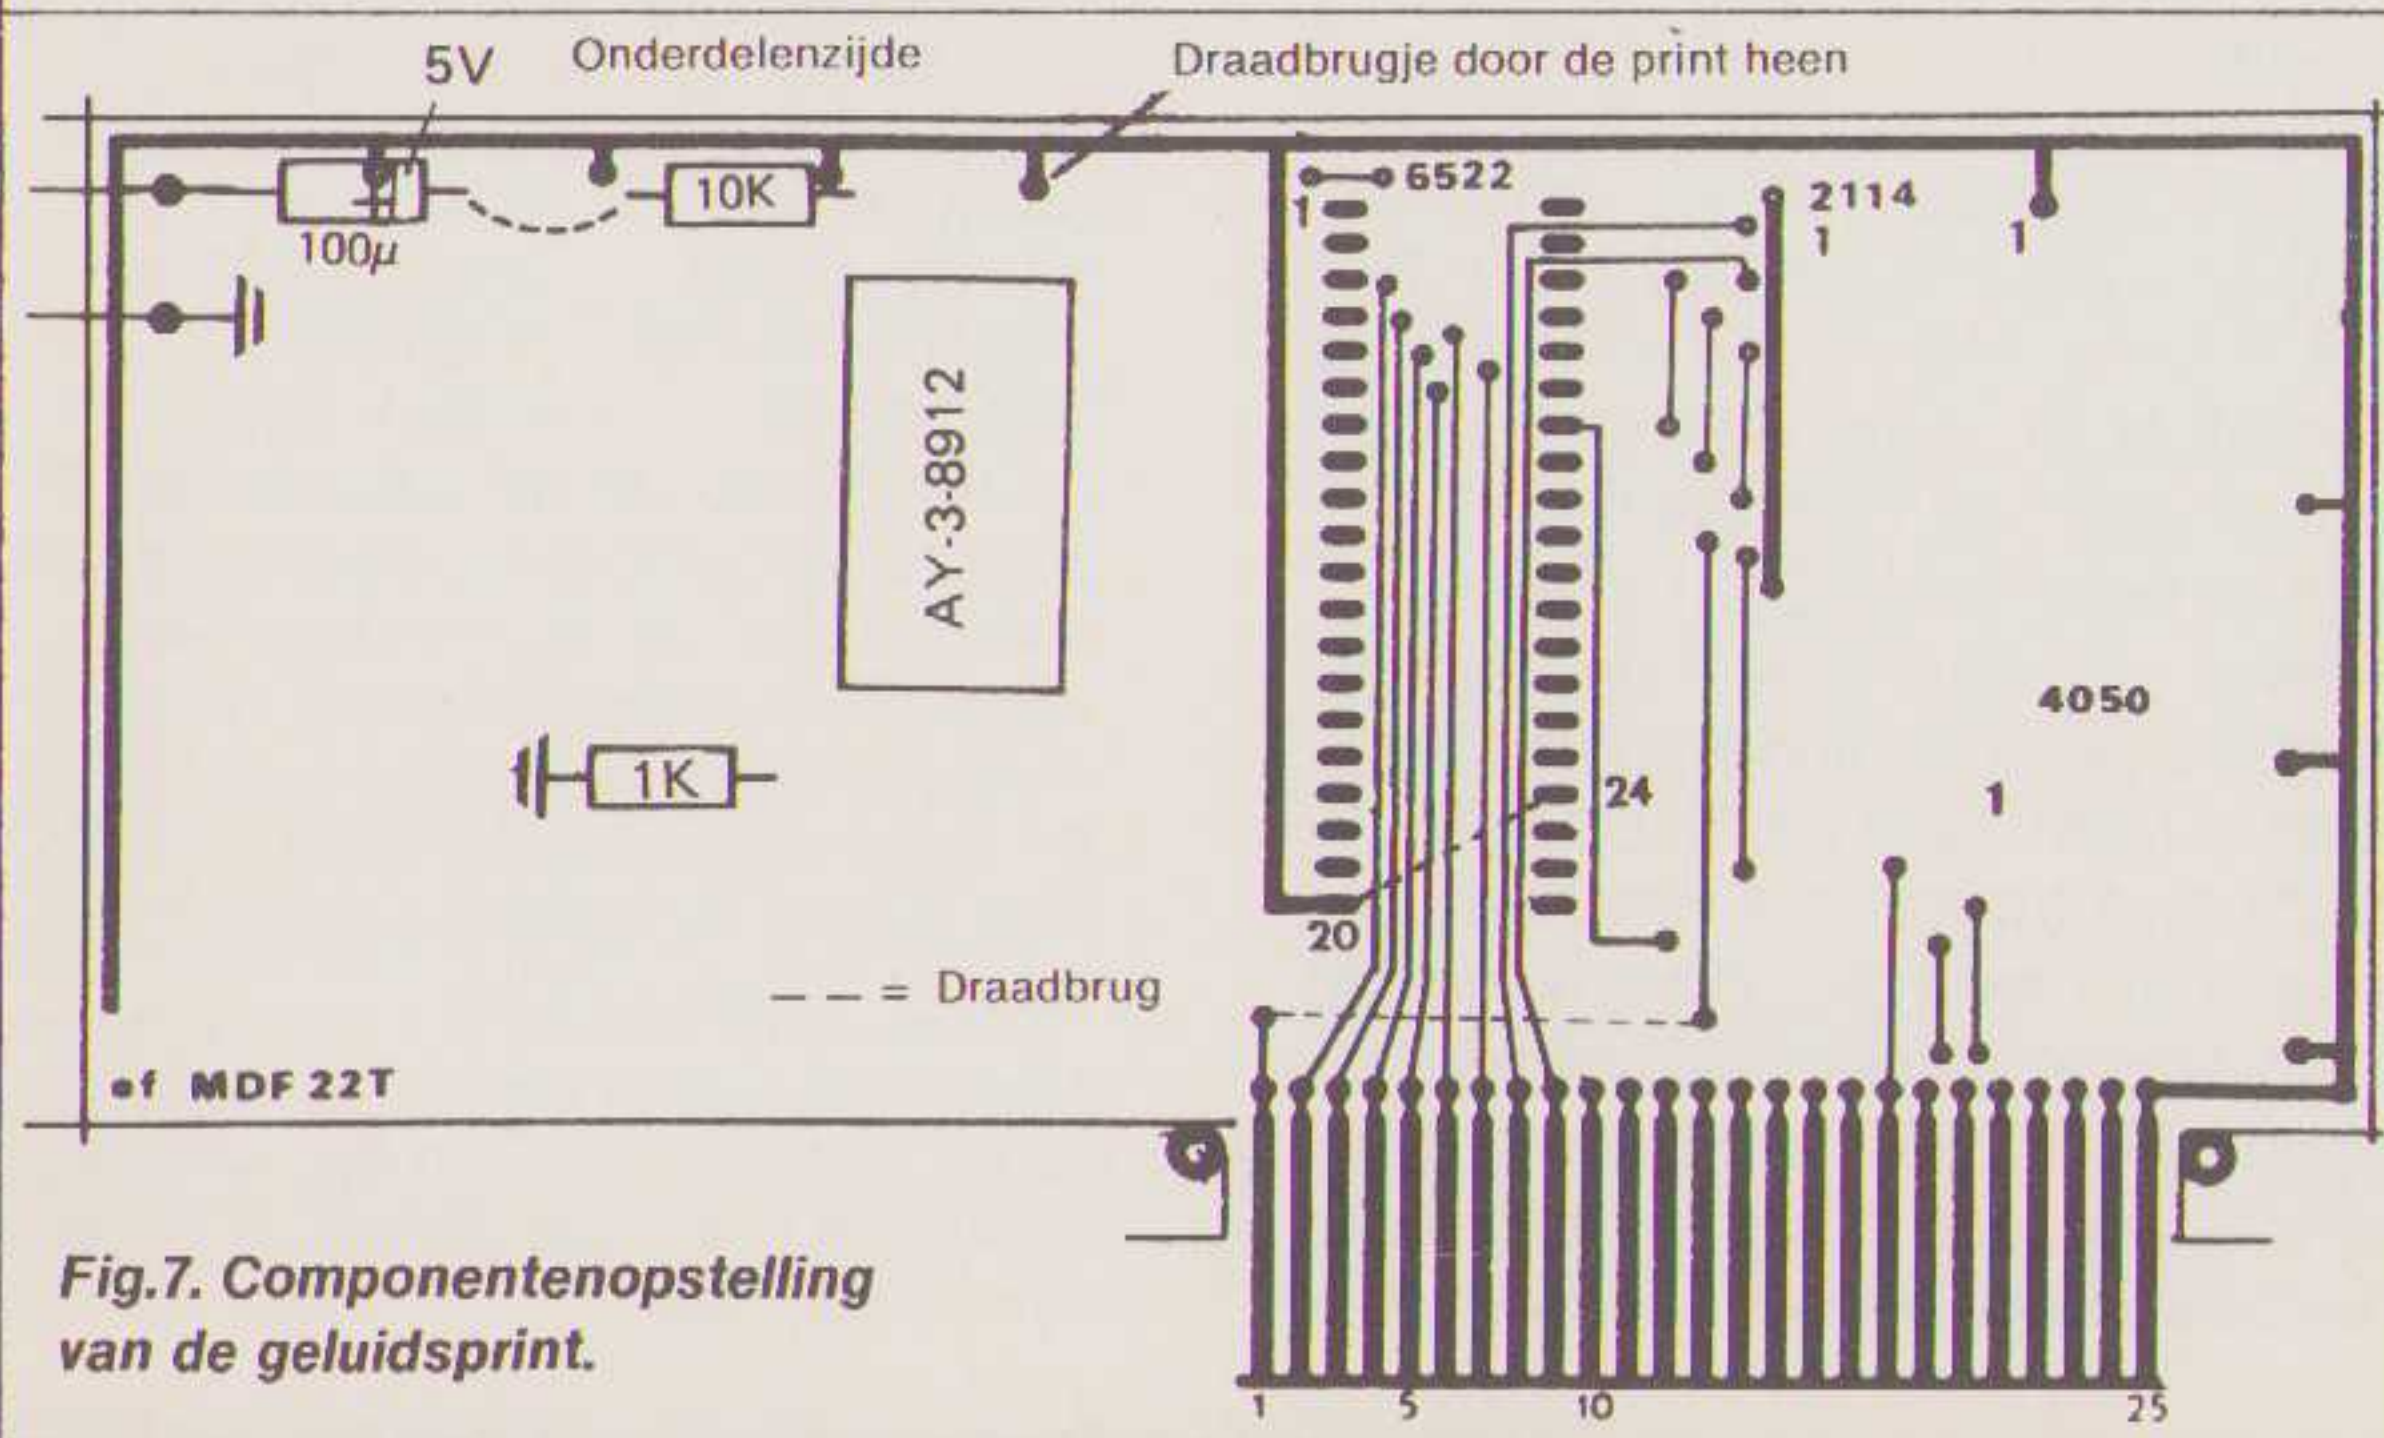 5V Onderdelenzijde Draadbrugje door de print heen
10K
6522
2114
1
1
1
100µ
AY-3-8912
4050
1K
24
1
20
– – = Draadbrug
ef MDF 22T
Fig.7. Componentenopstelling
van de geluidsprint.
1 5 10 25